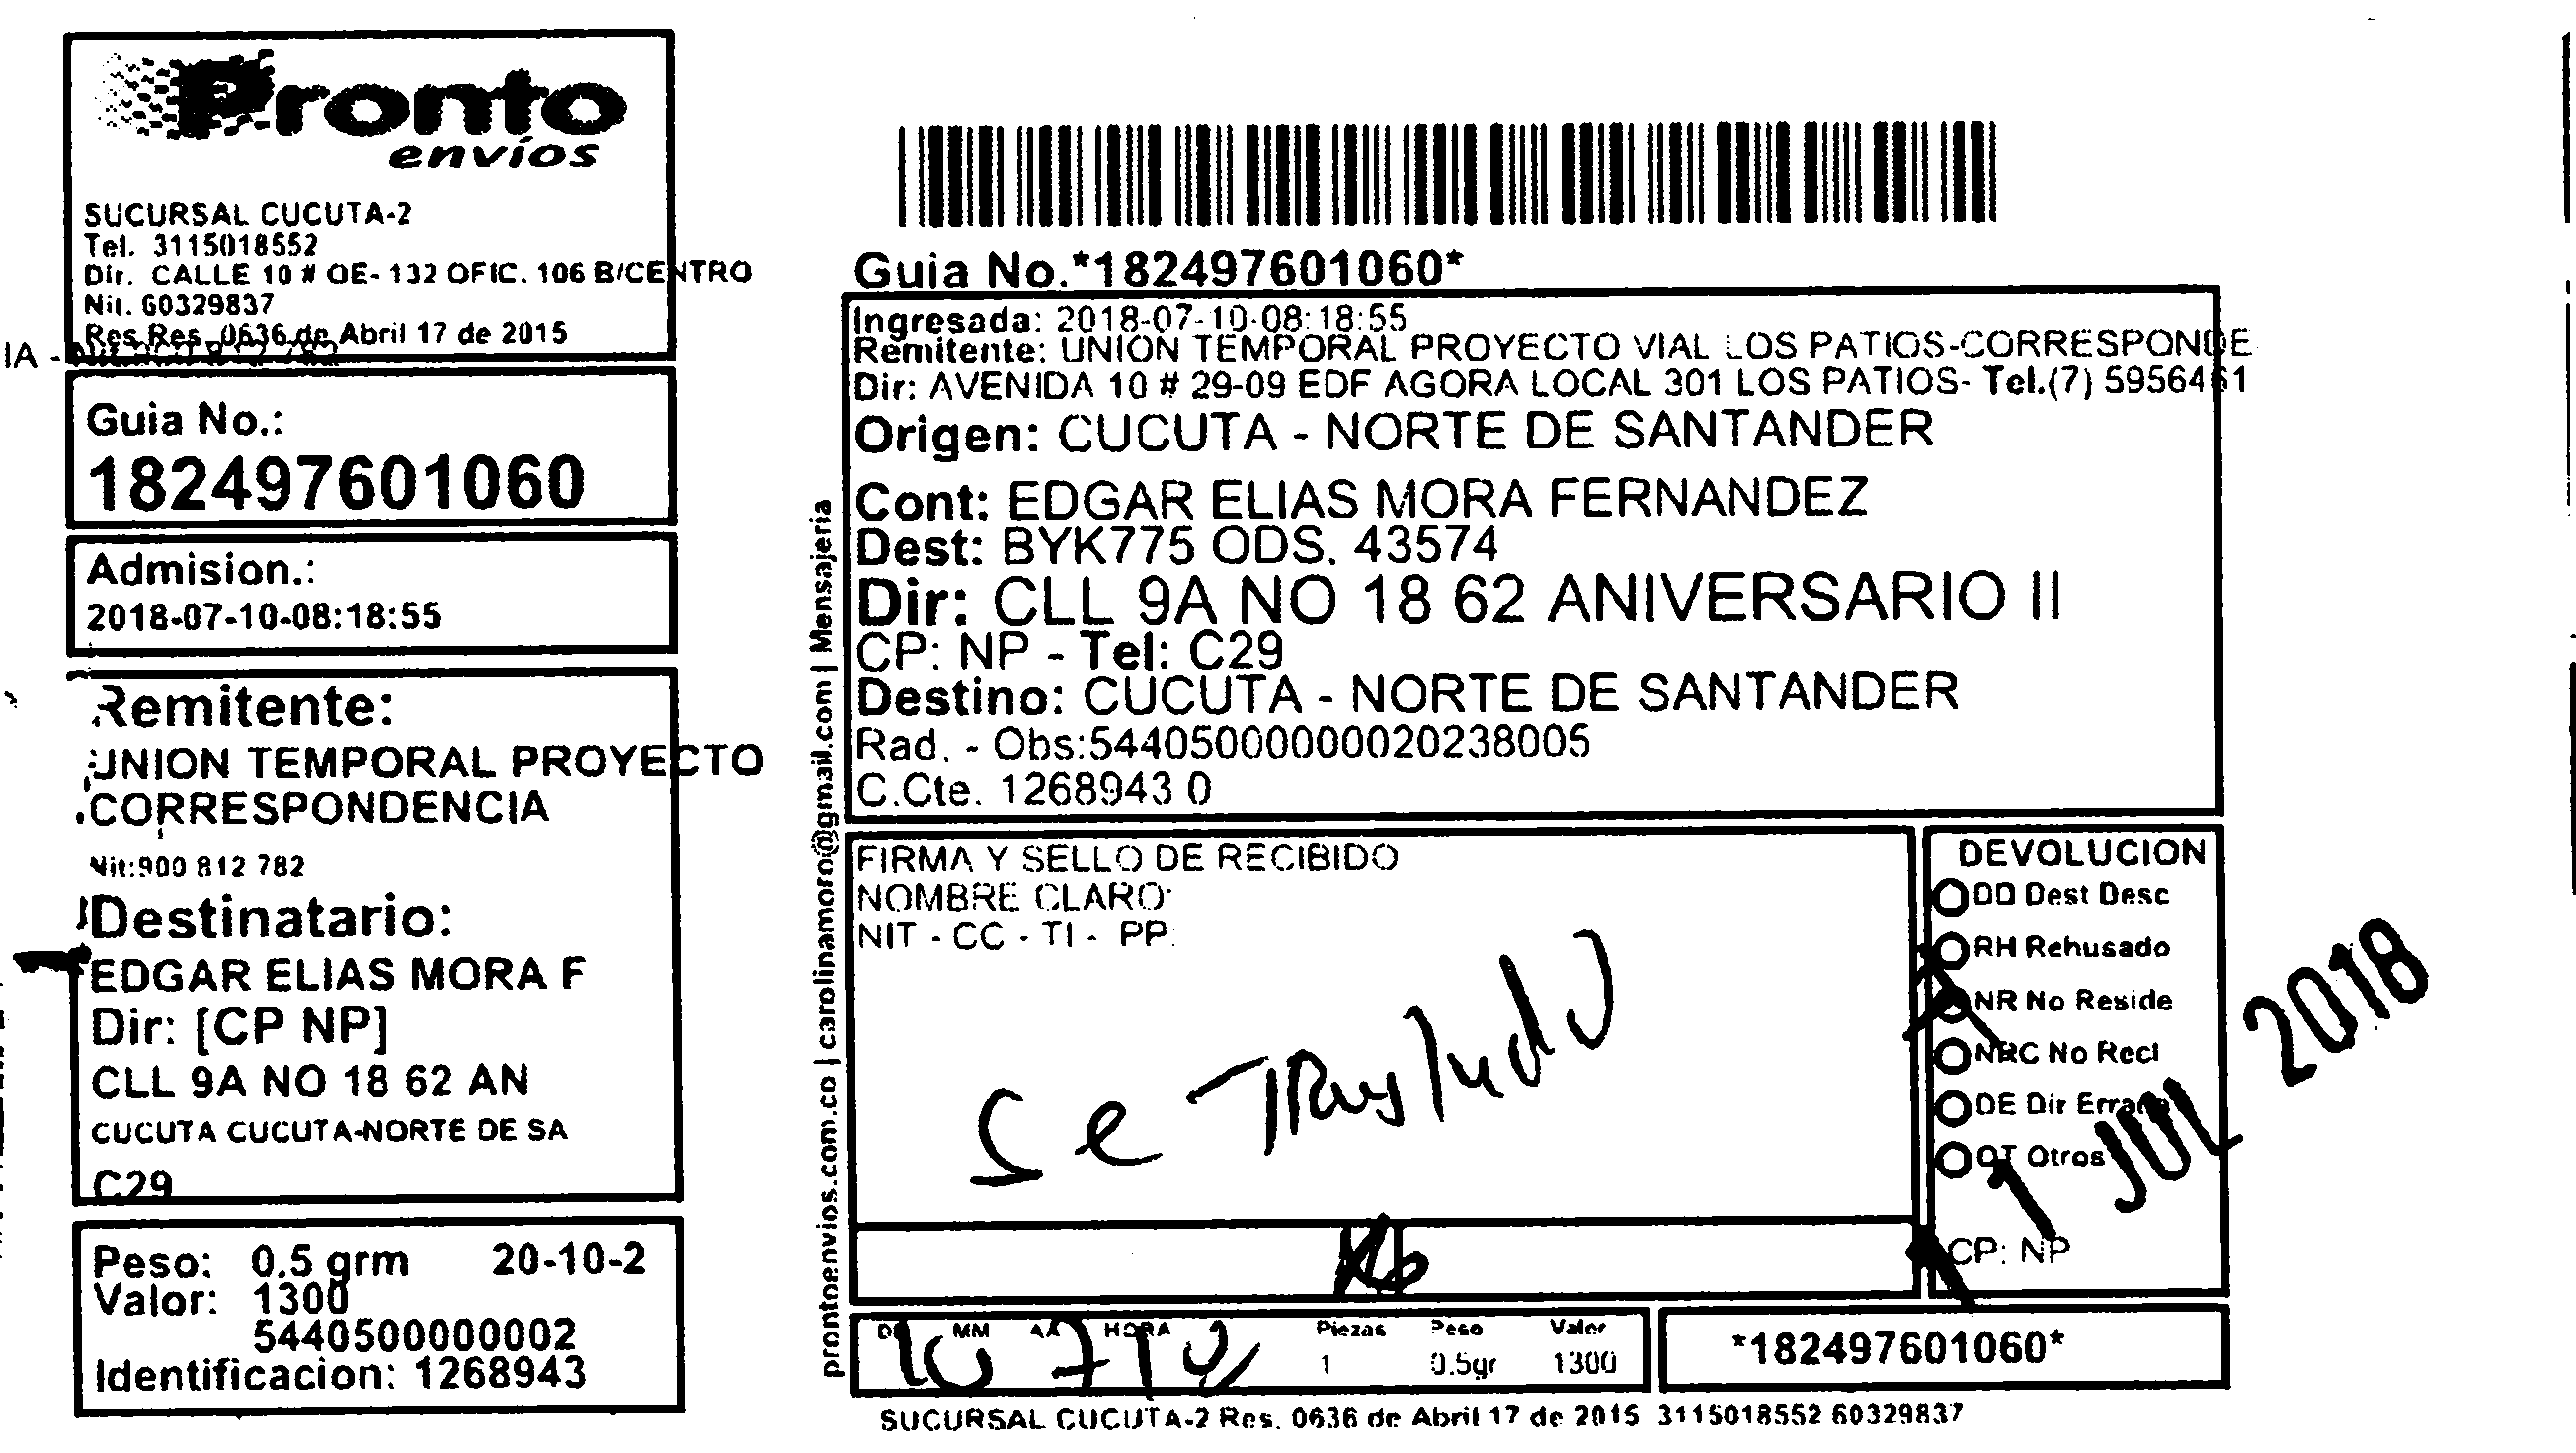 Pronto
envíos
SUCURSAL CUCUTA-2
Tel. 3115018552
Dir. CALLE 10 # OE- 132 OFIC. 106 B/CENTRO
Nit. 60329837
Res Res. 0636 de Abril 17 de 2015
IA -
Guia No.:
182497601060
Admision.:
2018-07-10-08:18:55
Remitente:
UNION TEMPORAL PROYECTO
CORRESPONDENCIA
Nit:900 812 782
Destinatario:
EDGAR ELIAS MORA F
Dir: [CP NP]
CLL 9A NO 18 62 AN
CUCUTA CUCUTA-NORTE DE SA
C29
Peso: 0.5 grm 20-10-2
Valor: 1300
5440500000002
Identificacion: 1268943
prontoenvios.com.co | carolinamoro@gmail.com | Mensajeria
Guia No.*182497601060*
Ingresada: 2018-07-10-08:18:55
Remitente: UNION TEMPORAL PROYECTO VIAL LOS PATIOS-CORRESPONDE
Dir: AVENIDA 10 # 29-09 EDF AGORA LOCAL 301 LOS PATIOS- Tel.(7) 5956461
Origen: CUCUTA - NORTE DE SANTANDER
Cont: EDGAR ELIAS MORA FERNANDEZ
Dest: BYK775 ODS. 43574
Dir: CLL 9A NO 18 62 ANIVERSARIO II
CP: NP - Tel: C29
Destino: CUCUTA - NORTE DE SANTANDER
Rad. - Obs:54405000000020238005
C.Cte. 1268943 0
FIRMA Y SELLO DE RECIBIDO
NOMBRE CLARO:
NIT - CC - TI - PP.
Se Trasladó
DEVOLUCION
DD Dest Desc
RH Rehusado
NR No Reside
NRC No Recl
DE Dir Errada
OT Otros
CP: NP
1 JUL 2018
DD MM AA HORA Piezas Peso Valor
10 7 1 0.5gr 1300
*182497601060*
SUCURSAL CUCUTA-2 Res. 0636 de Abril 17 de 2015 3115018552 60329837